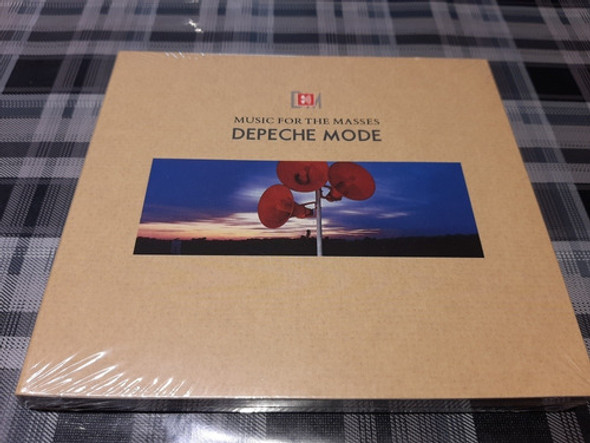 MUSIC FOR THE MASSES
DEPECHE MODE